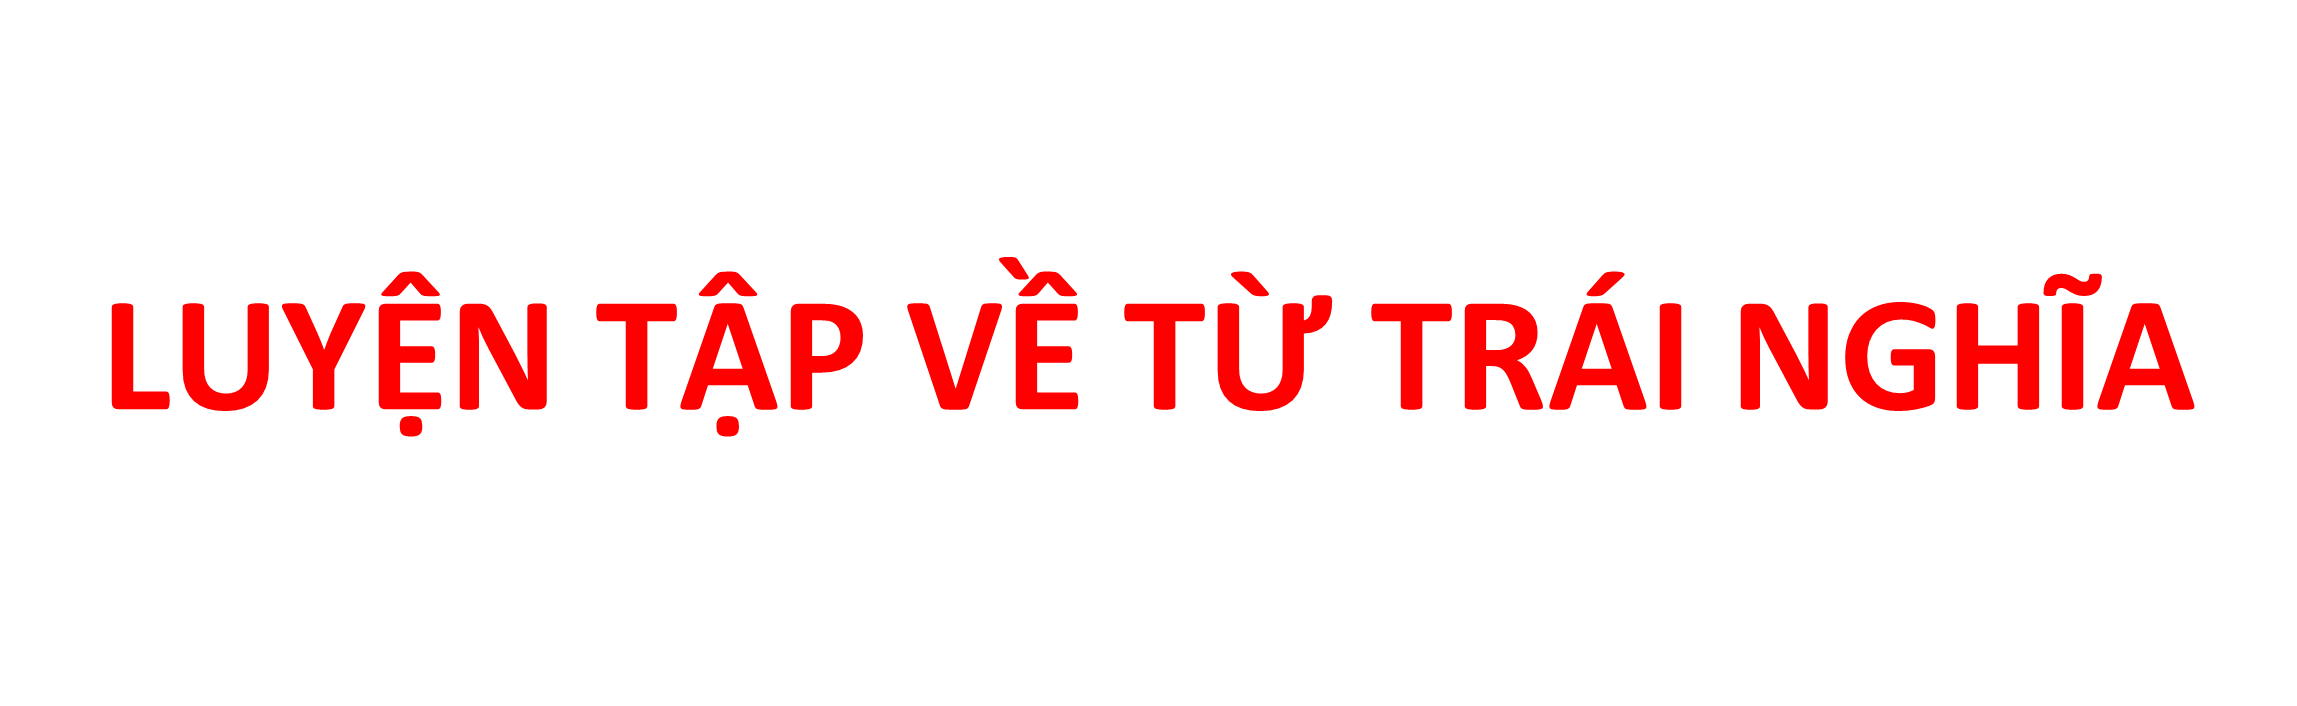 LUYỆN TẬP VỀ TỪ TRÁI NGHĨA